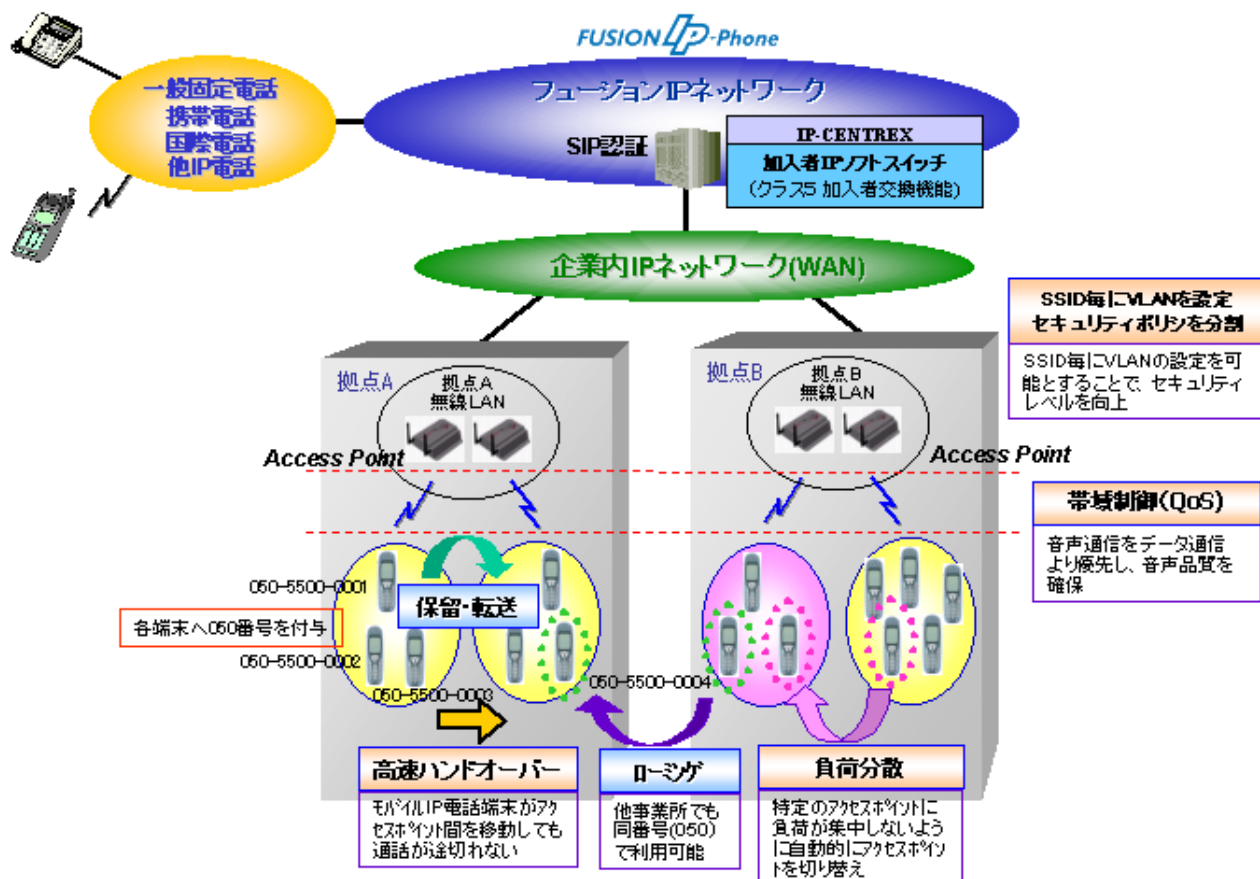 FUSION IP-Phone
一般固定電話
携帯電話
国際電話
他IP電話
フュージョンIPネットワーク
SIP認証
IP-CENTREX
加入者IPソフトスイッチ
(クラス5 加入者交換機能)
企業内IPネットワーク(WAN)
SSID毎にVLANを設定
セキュリティポリシを分割
SSID毎にVLANの設定を可
能とすることで、セキュリティ
レベルを向上
拠点A
拠点A
無線LAN
拠点B
拠点B
無線LAN
Access Point
Access Point
帯域制御(QoS)
音声通信をデータ通信
より優先し、音声品質を
確保
050-5500-0001
保留・転送
各端末へ050番号を付与
050-5500-0002
050-5500-0003
050-5500-0004
高速ハンドオーバー
モバイルIP電話端末がアク
セスポイント間を移動しても
通話が途切れない
ローミング
他事業所でも
同番号(050)
で利用可能
負荷分散
特定のアクセスポイントに
負荷が集中しないよう
に自動的にアクセスポイン
トを切り替え